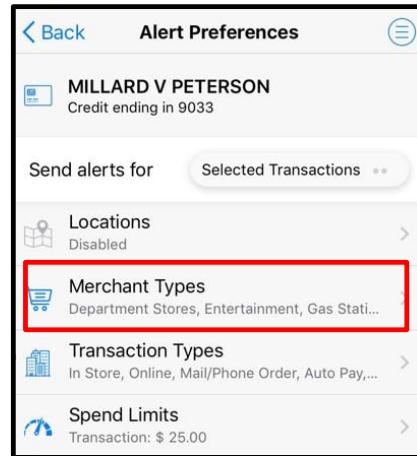 Back Alert Preferences
MILLARD V PETERSON
Credit ending in 9033
Send alerts for Selected Transactions
Locations
Disabled
Merchant Types
Department Stores, Entertainment, Gas Stati...
Transaction Types
In Store, Online, Mail/Phone Order, Auto Pay,...
Spend Limits
Transaction: $ 25.00